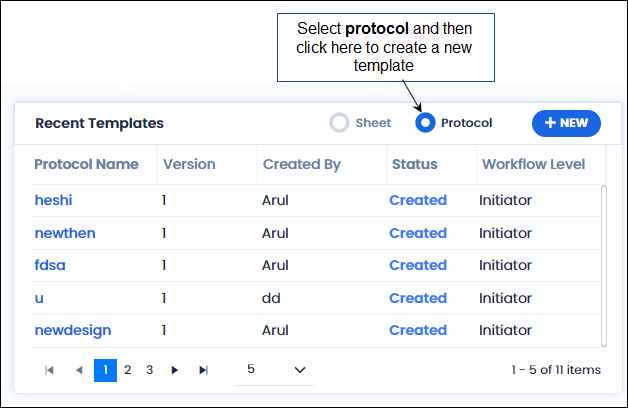 Select protocol and then
click here to create a new
template
Recent Templates Sheet Protocol + NEW
Protocol Name Version Created By Status Workflow Level
heshi 1 Arul Created Initiator
newthen 1 Arul Created Initiator
fdsa 1 Arul Created Initiator
u 1 dd Created Initiator
newdesign 1 Arul Created Initiator
1 2 3 5 1 - 5 of 11 items